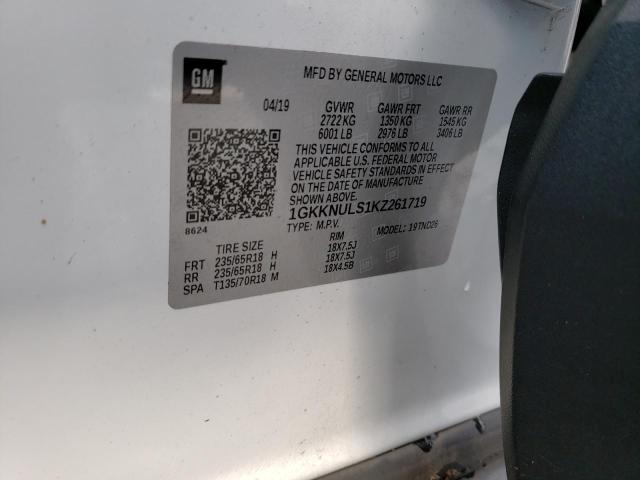 GM
MFD BY GENERAL MOTORS LLC
04/19 GVWR GAWR FRT GAWR RR
2722 KG 1350 KG 1545 KG
6001 LB 2976 LB 3406 LB
THIS VEHICLE CONFORMS TO ALL
APPLICABLE U.S. FEDERAL MOTOR
VEHICLE SAFETY STANDARDS IN EFFECT
ON THE DATE OF MANUFACTURE
SHOWN ABOVE.
1GKKNULS1KZ261719
8624 TYPE: M.P.V. MODEL: 19TND26
TIRE SIZE RIM
FRT 235/65R18 H 18X7.5J
RR 235/65R18 H 18X7.5J
SPA T135/70R18 M 18X4.5B